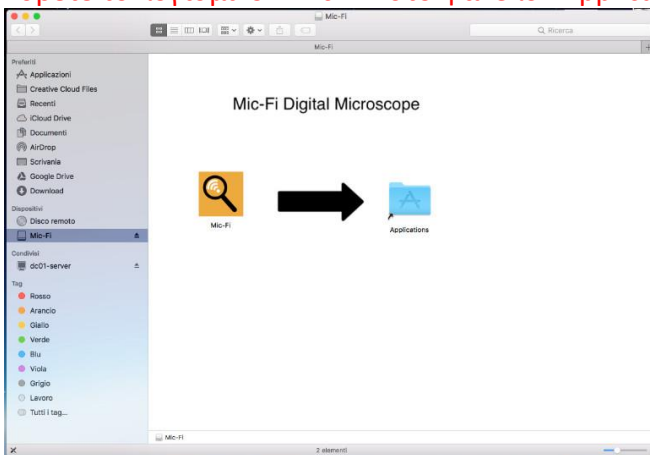 Mic-Fi
Ricerca
Mic-Fi
Preferiti
Applicazioni
Creative Cloud Files
Recenti
iCloud Drive
Documenti
AirDrop
Scrivania
Google Drive
Download
Dispositivi
Disco remoto
Mic-Fi
Condivisi
dc01-server
Tag
Rosso
Arancio
Giallo
Verde
Blu
Viola
Grigio
Lavoro
Tutti i tag...
Mic-Fi Digital Microscope
Mic-Fi
Applications
Mic-Fi
2 elementi